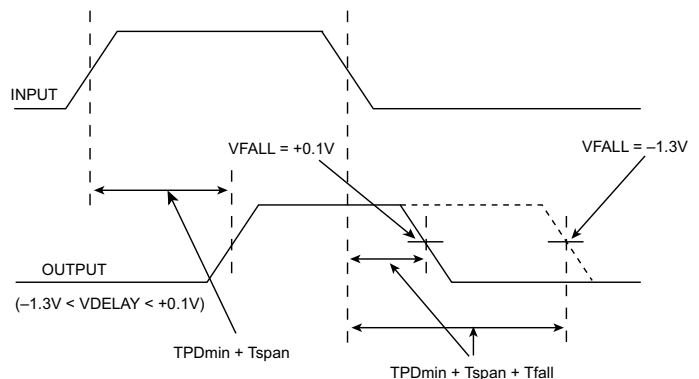 INPUT
VFALL = +0.1V
VFALL = –1.3V
OUTPUT
(–1.3V < VDELAY < +0.1V)
TPDmin + Tspan
TPDmin + Tspan + Tfall